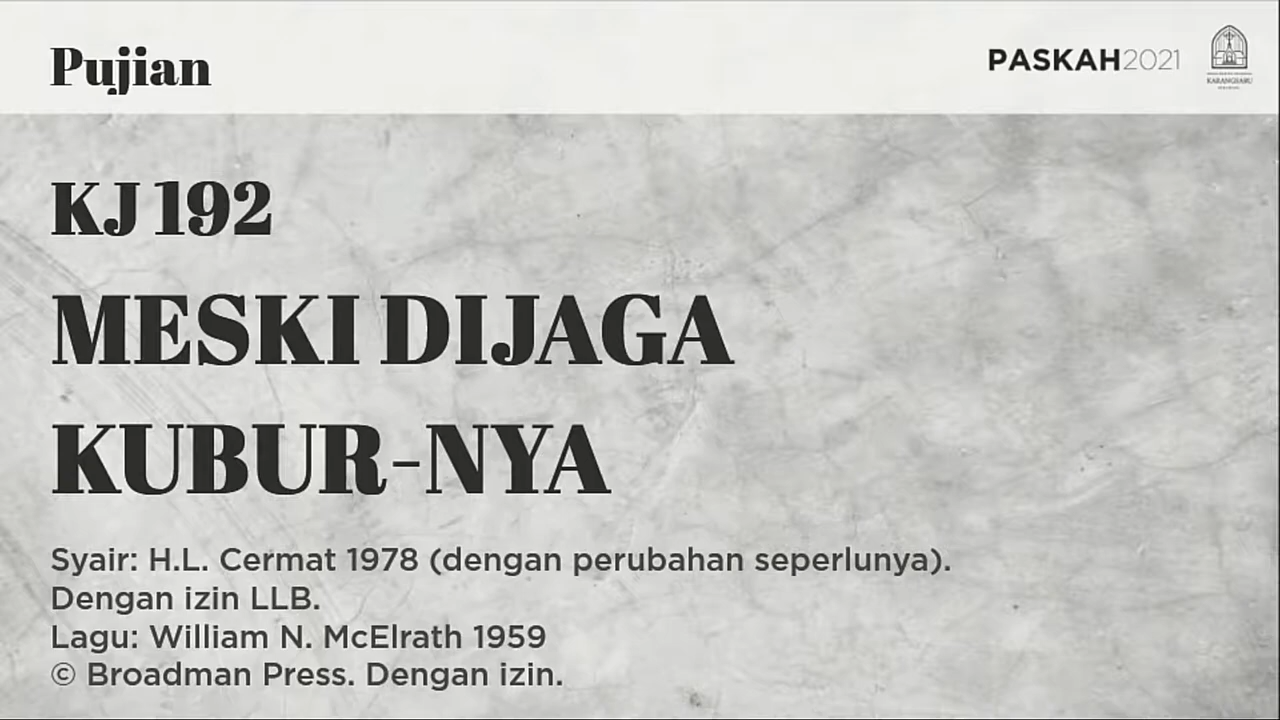 Pujian
PASKAH2021
KARANGSARU
KJ 192
MESKI DIJAGA
KUBUR-NYA
Syair: H.L. Cermat 1978 (dengan perubahan seperlunya).
Dengan izin LLB.
Lagu: William N. McElrath 1959
© Broadman Press. Dengan izin.